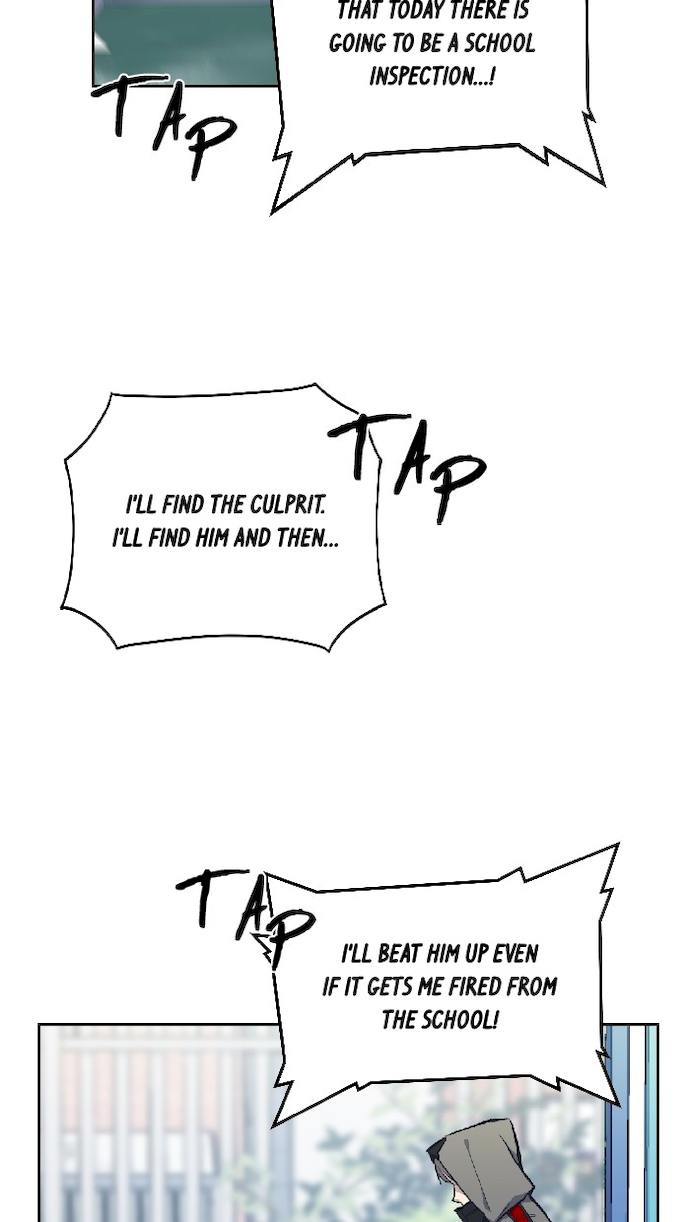 THAT TODAY THERE IS
GOING TO BE A SCHOOL
INSPECTION...!
TAP
TAP
I'LL FIND THE CULPRIT.
I'LL FIND HIM AND THEN...
TAP
I'LL BEAT HIM UP EVEN
IF IT GETS ME FIRED FROM
THE SCHOOL!